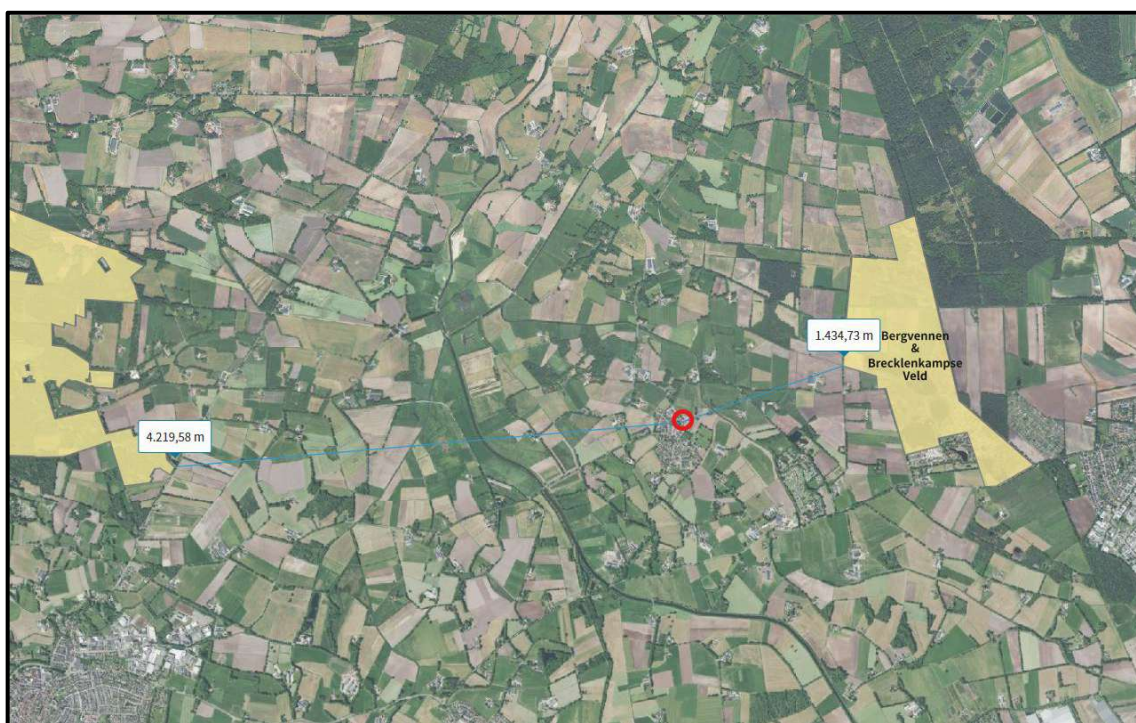 1.434,73 m
Bergvennen
&
Brecklenkampse
Veld
4.219,58 m